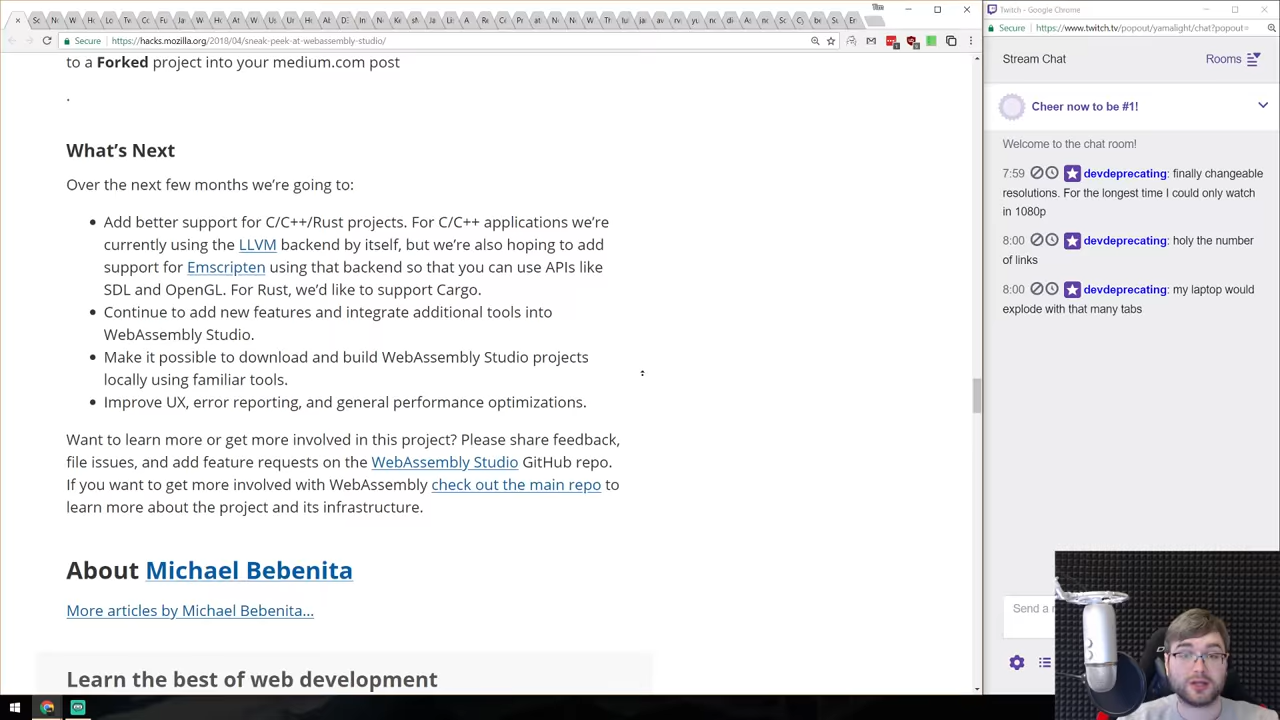 Tim
Twitch - Google Chrome
Secure
https://hacks.mozilla.org/2018/04/sneak-peek-at-webassembly-studio/
Secure
https://www.twitch.tv/popout/yamalight/chat?popout=
to a Forked project into your medium.com post
.
What's Next
Over the next few months we're going to:
Add better support for C/C++/Rust projects. For C/C++ applications we're
currently using the LLVM backend by itself, but we're also hoping to add
support for Emscripten using that backend so that you can use APIs like
SDL and OpenGL. For Rust, we'd like to support Cargo.
Continue to add new features and integrate additional tools into
WebAssembly Studio.
Make it possible to download and build WebAssembly Studio projects
locally using familiar tools.
Improve UX, error reporting, and general performance optimizations.
Want to learn more or get more involved in this project? Please share feedback,
file issues, and add feature requests on the WebAssembly Studio GitHub repo.
If you want to get more involved with WebAssembly check out the main repo to
learn more about the project and its infrastructure.
About Michael Bebenita
More articles by Michael Bebenita...
Learn the best of web development
Stream Chat
Rooms
Cheer now to be #1!
Welcome to the chat room!
7:59 devdeprecating: finally changeable
resolutions. For the longest time I could only watch
in 1080p
8:00 devdeprecating: holy the number
of links
8:00 devdeprecating: my laptop would
explode with that many tabs
Send a